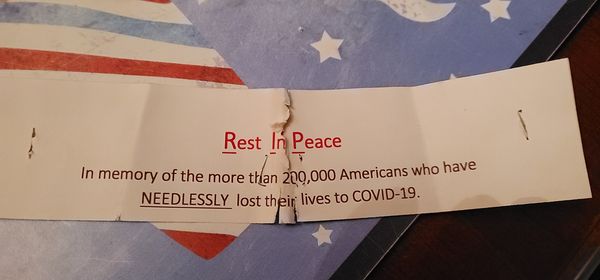 Rest In Peace
In memory of the more than 200,000 Americans who have
NEEDLESSLY lost their lives to COVID-19.